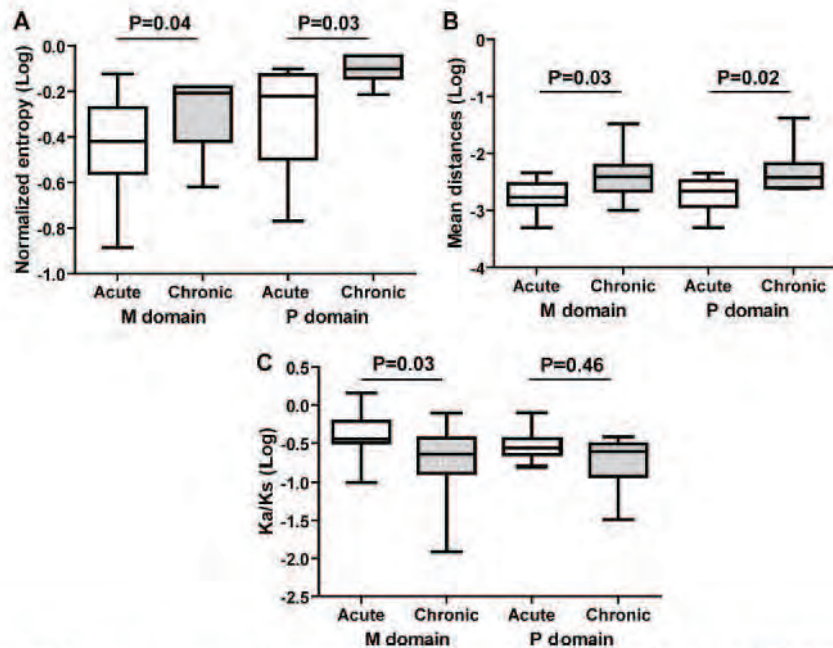 A
P=0.04 P=0.03
Normalized entropy (Log)
0.0
-0.2
-0.4
-0.6
-0.8
-1.0
Acute Chronic Acute Chronic
M domain P domain
B
P=0.03 P=0.02
Mean distances (Log)
0
-1
-2
-3
-4
Acute Chronic Acute Chronic
M domain P domain
C
P=0.03 P=0.46
Ka/Ks (Log)
0.5
0.0
-0.5
-1.0
-1.5
-2.0
-2.5
Acute Chronic Acute Chronic
M domain P domain